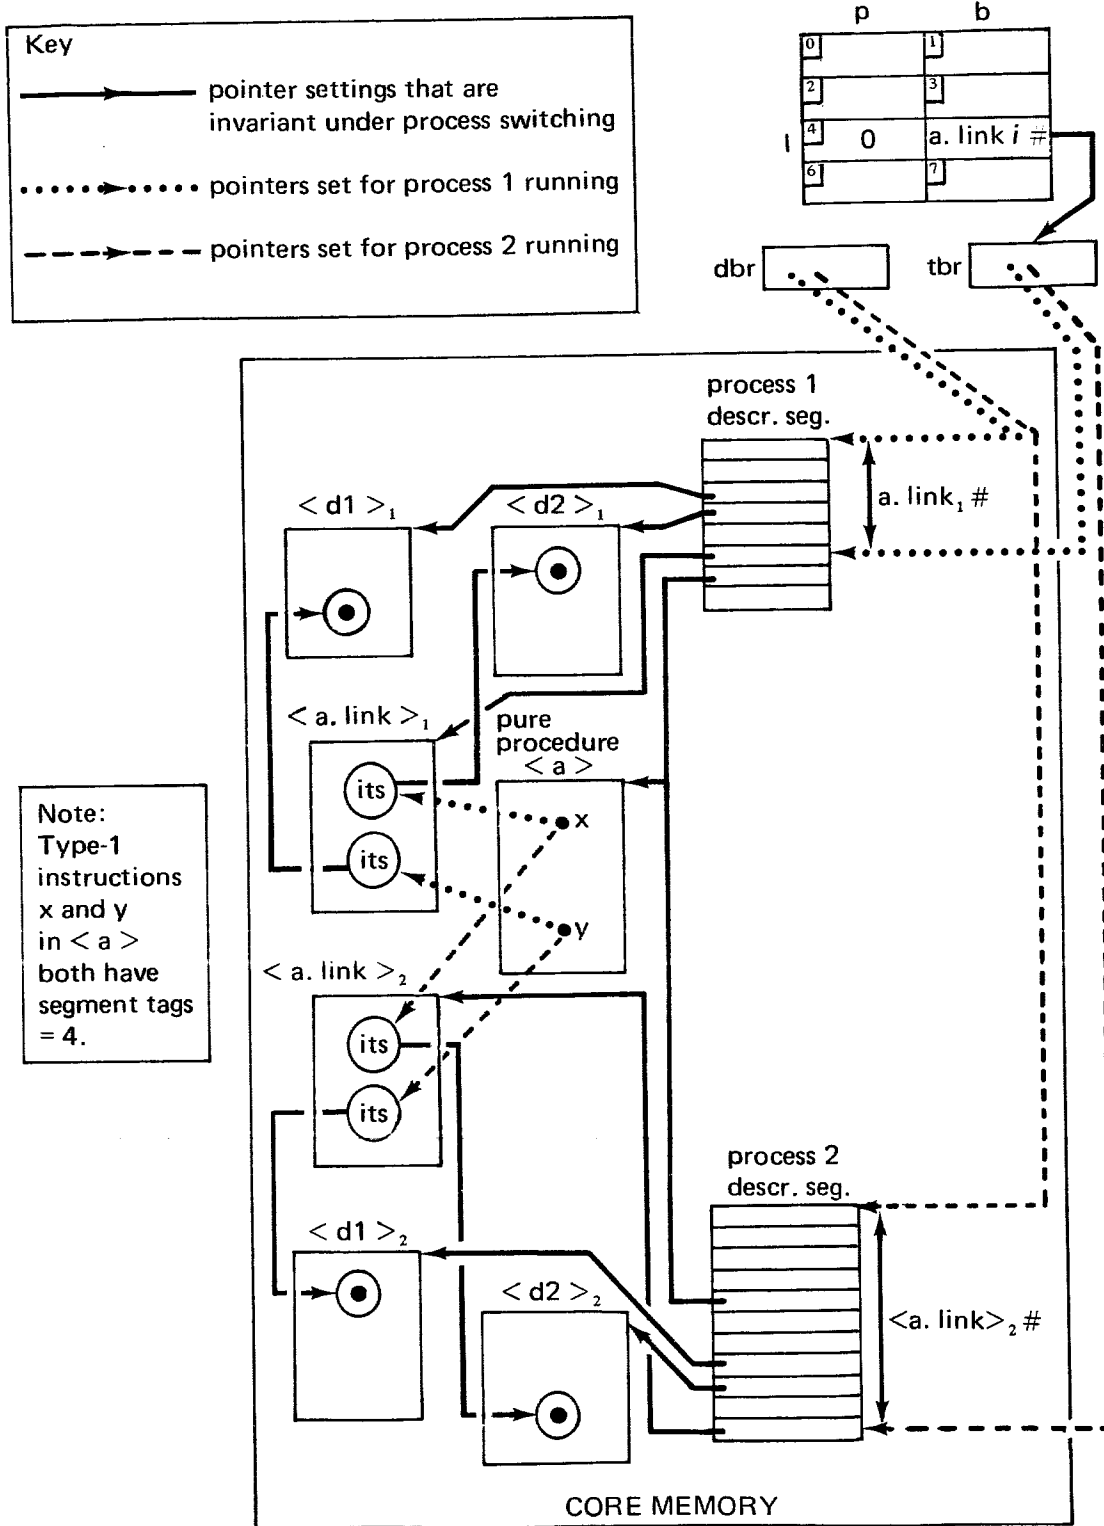 Key
pointer settings that are
invariant under process switching
pointers set for process 1 running
pointers set for process 2 running
p b
0 1
2 3
l 4 0 a. link i #
6 7
dbr
tbr
process 1
descr. seg.
a. link₁ #
< d1 >₁
< d2 >₁
< a. link >₁
pure
procedure
< a >
its
x
its
y
Note:
Type-1
instructions
x and y
in < a >
both have
segment tags
= 4.
< a. link >₂
its
its
process 2
descr. seg.
< d1 >₂
< d2 >₂
<a. link>₂ #
CORE MEMORY